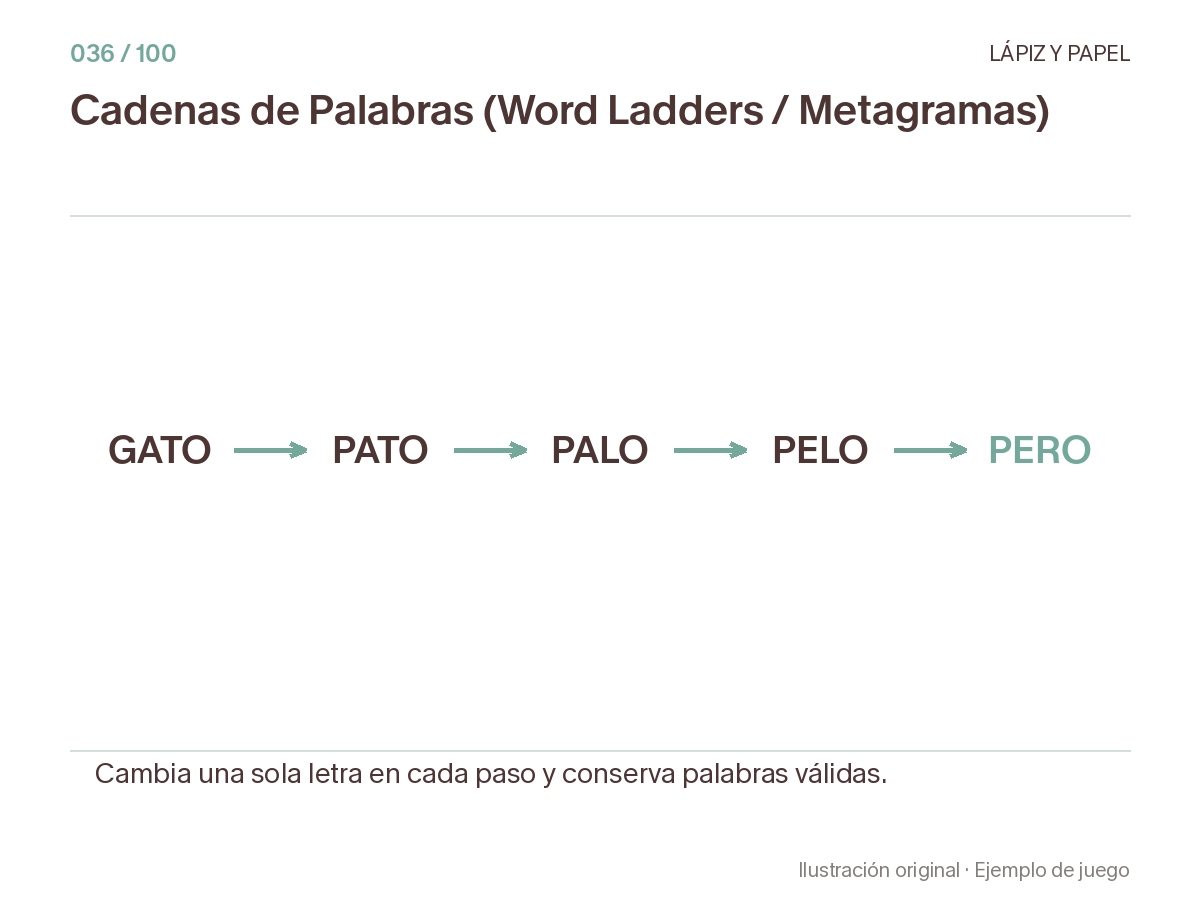 036 / 100
LÁPIZ Y PAPEL
Cadenas de Palabras (Word Ladders / Metagramas)
GATO PATO PALO PELO PERO
Cambia una sola letra en cada paso y conserva palabras válidas.
Ilustración original · Ejemplo de juego